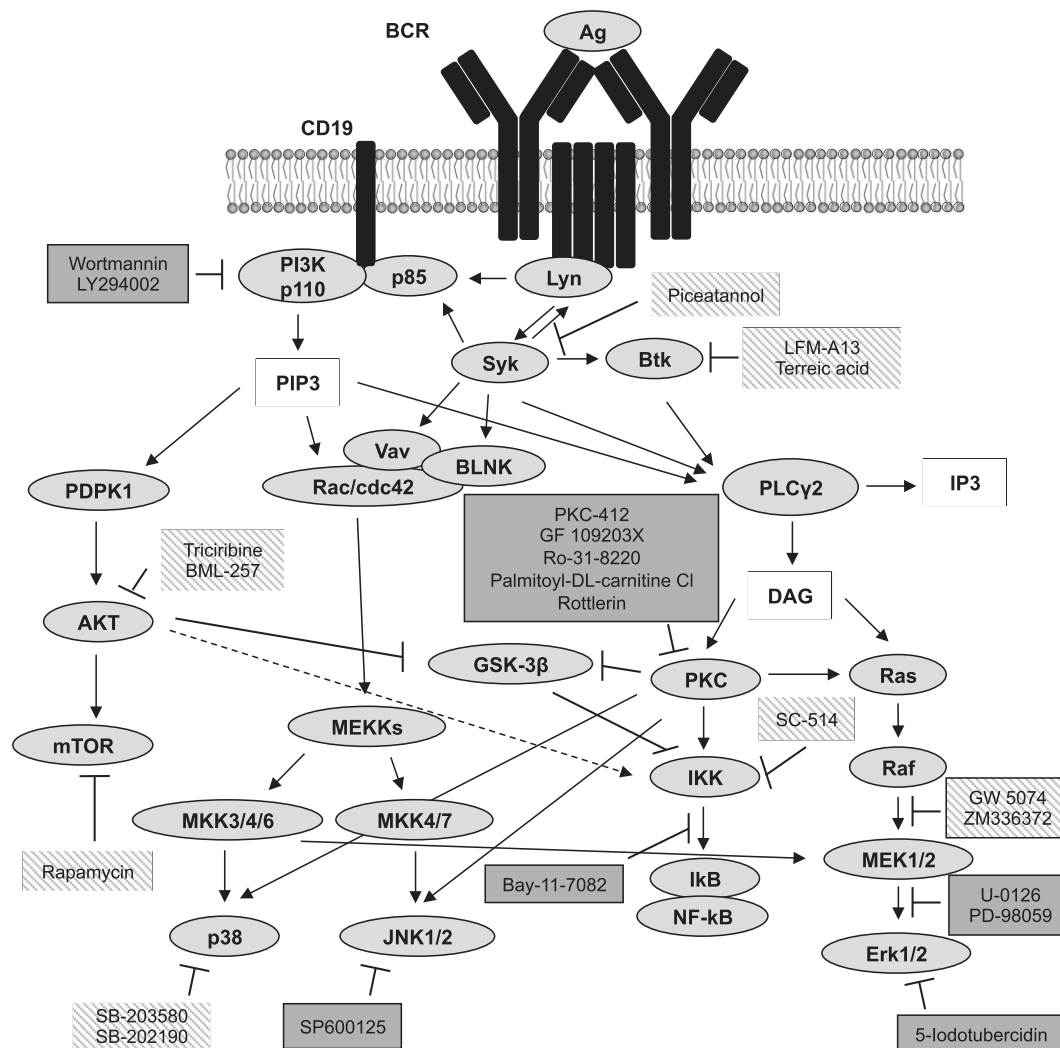 BCR
Ag
CD19
Wortmannin
LY294002
PI3K
p110
p85
Lyn
Piceatannol
LFM-A13
Terreic acid
Syk
Btk
PIP3
Vav
BLNK
Rac/cdc42
PDPK1
PLCγ2
IP3
PKC-412
GF 109203X
Ro-31-8220
Palmitoyl-DL-carnitine Cl
Rottlerin
Triciribine
BML-257
DAG
AKT
GSK-3β
PKC
Ras
SC-514
MEKKs
mTOR
IKK
Raf
GW 5074
ZM336372
MKK3/4/6
MKK4/7
MEK1/2
Rapamycin
Bay-11-7082
IkB
NF-kB
U-0126
PD-98059
p38
JNK1/2
Erk1/2
SB-203580
SB-202190
SP600125
5-Iodotubercidin